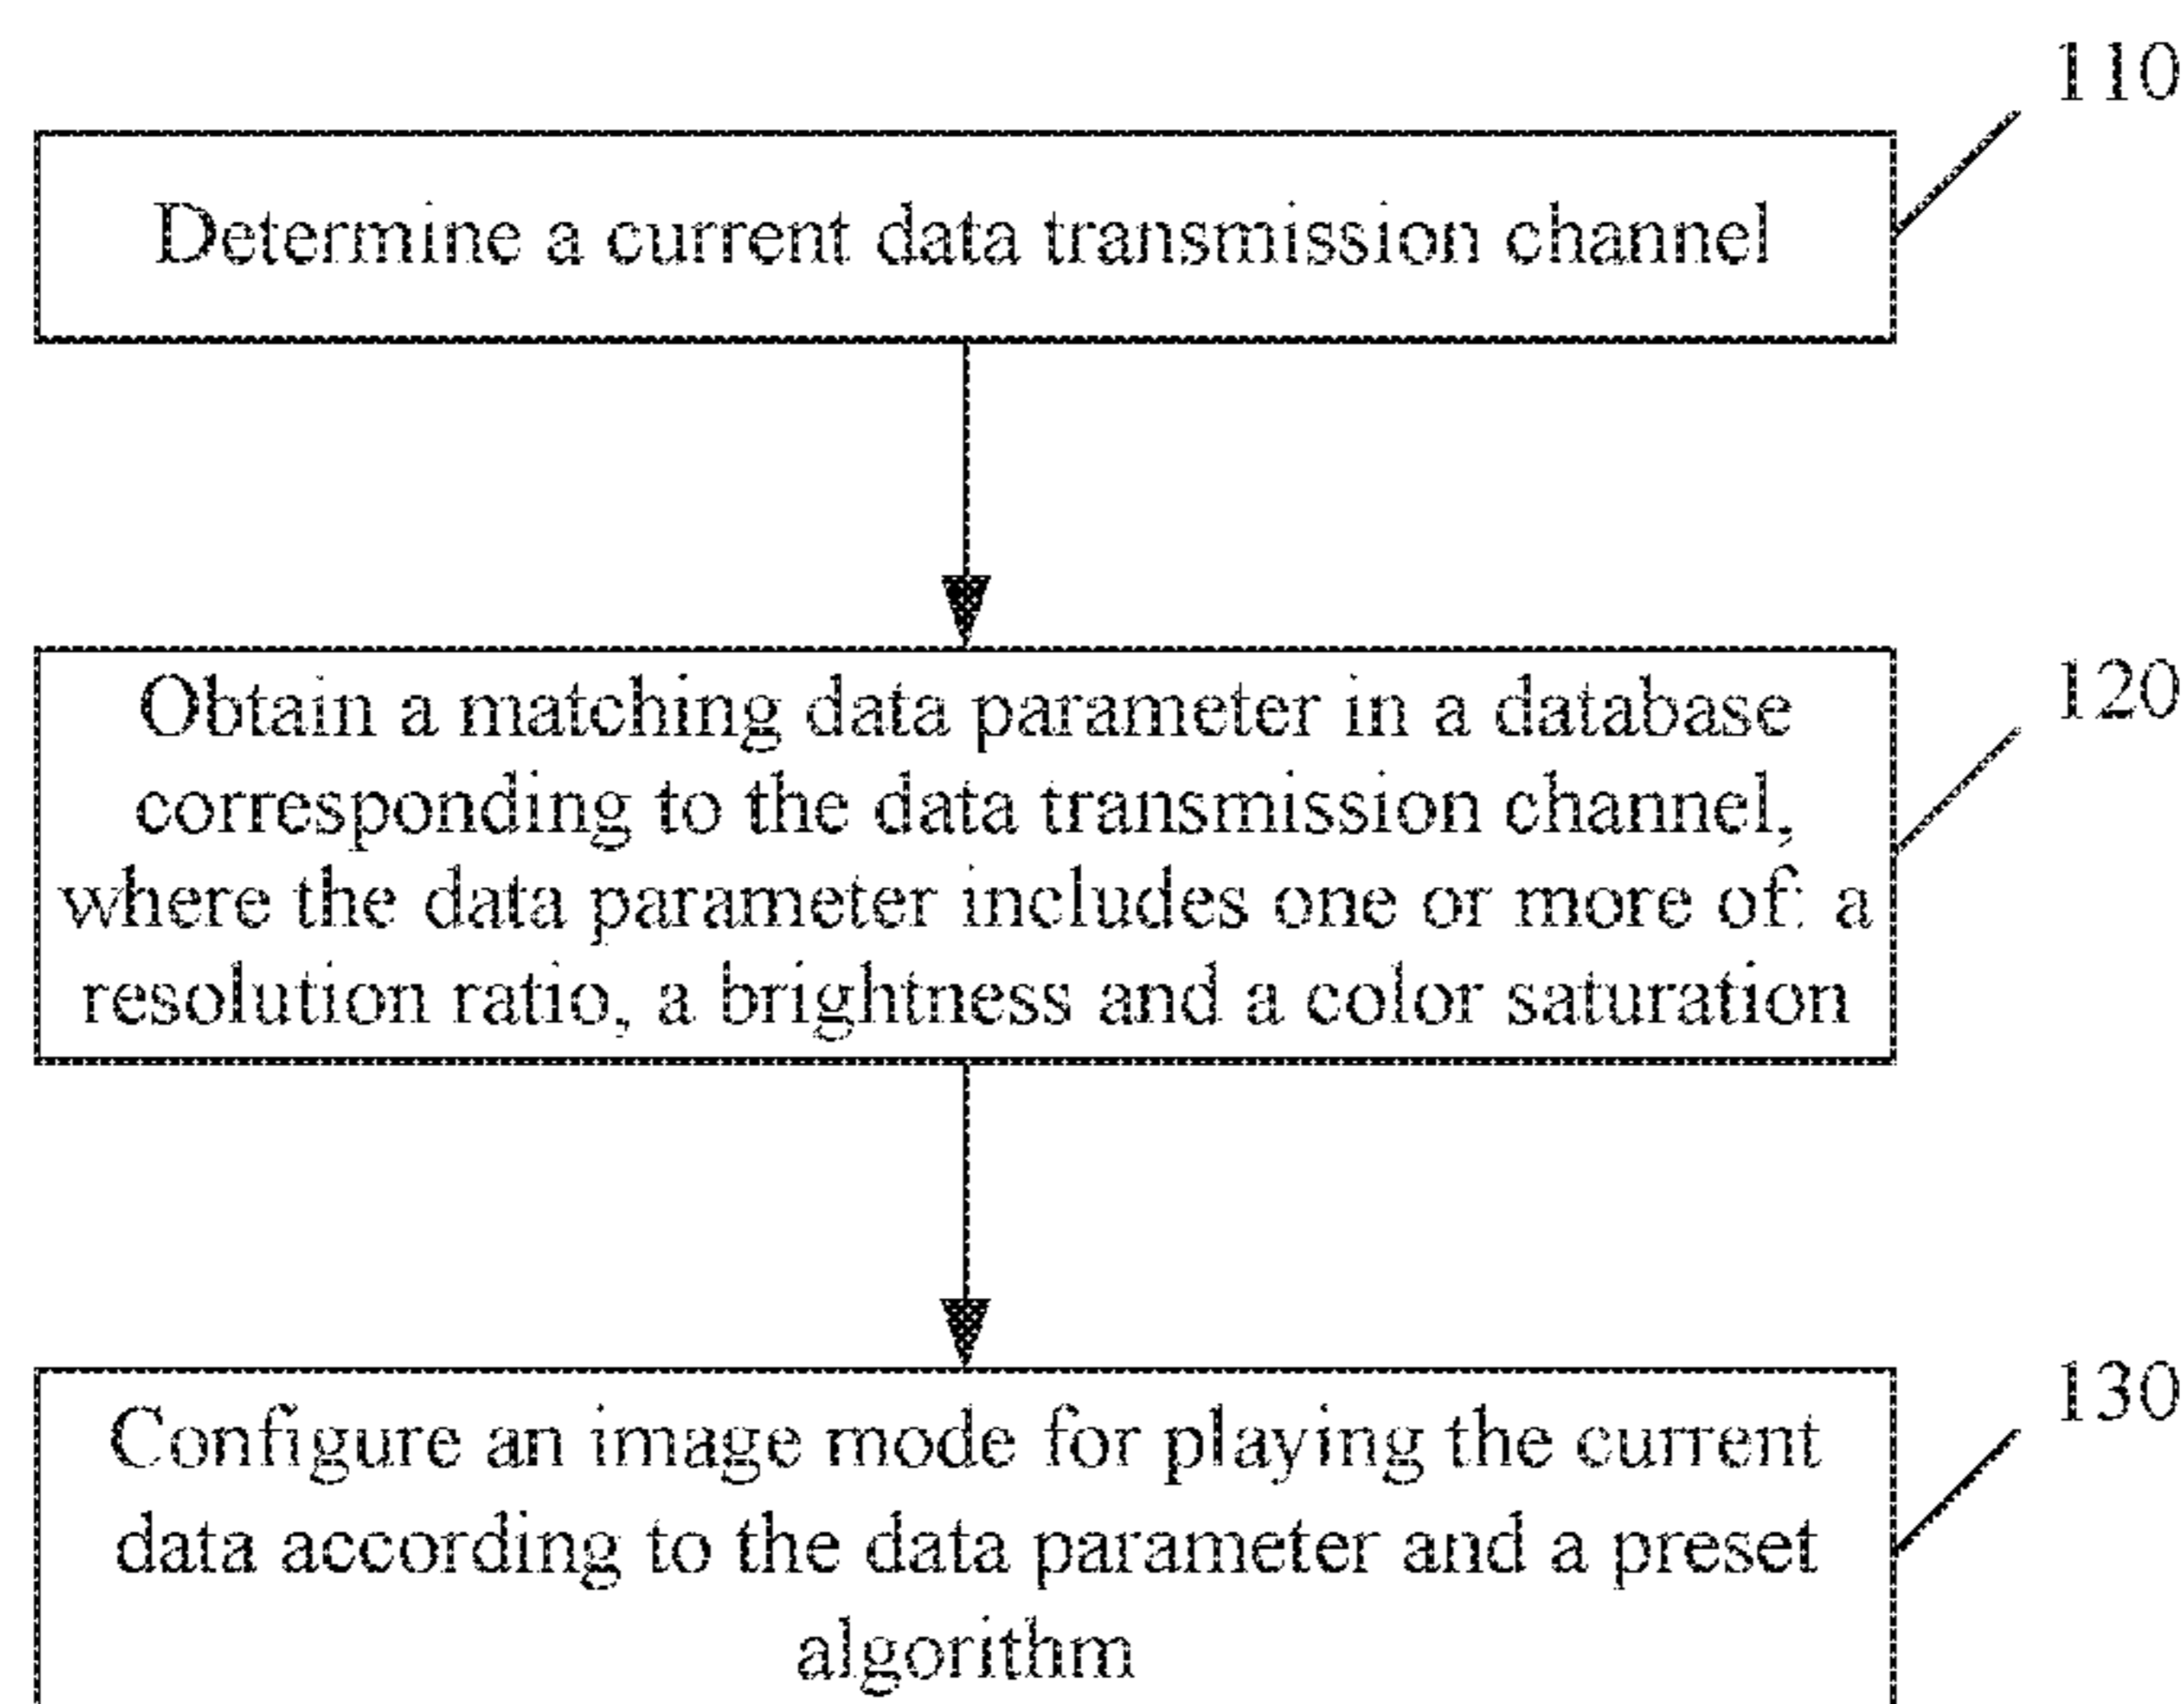 110
Determine a current data transmission channel
120
Obtain a matching data parameter in a database
corresponding to the data transmission channel,
where the data parameter includes one or more of: a
resolution ratio, a brightness and a color saturation
130
Configure an image mode for playing the current
data according to the data parameter and a preset
algorithm